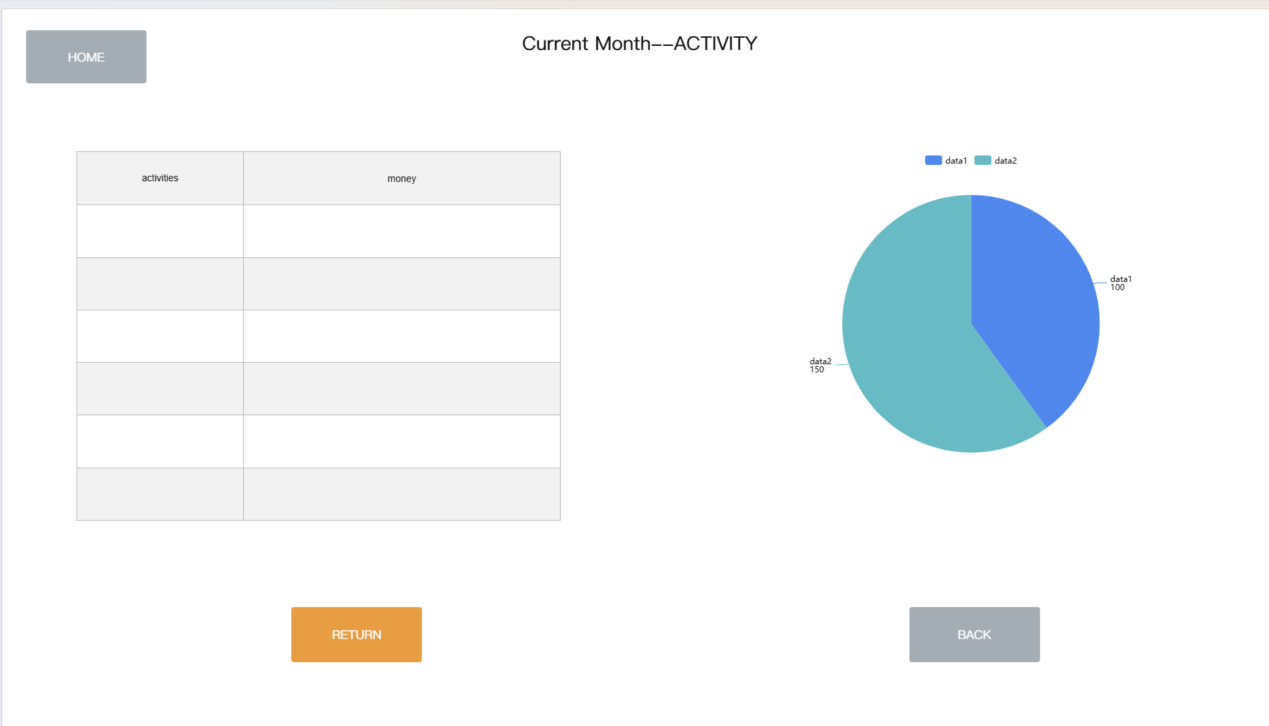 Current Month--ACTIVITY
HOME
activities money
data1 data2
data1
100
data2
150
RETURN
BACK